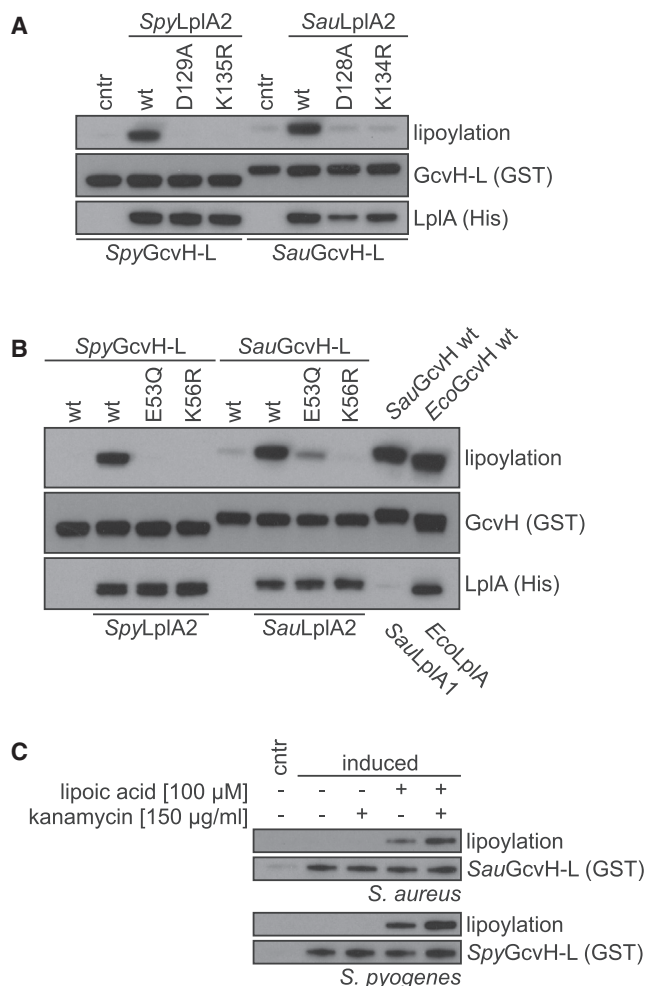 A
SpyLplA2 SauLplA2
cntr wt D129A K135R cntr wt D128A K134R
lipoylation
GcvH-L (GST)
LplA (His)
SpyGcvH-L SauGcvH-L
B
SpyGcvH-L SauGcvH-L
wt wt E53Q K56R wt wt E53Q K56R SauGcvH wt EcoGcvH wt
lipoylation
GcvH (GST)
LplA (His)
SpyLplA2 SauLplA2 SauLplA1 EcoLplA
C
cntr induced
lipoic acid [100 µM] - - - + +
kanamycin [150 µg/ml] - - + - +
lipoylation
SauGcvH-L (GST)
S. aureus
lipoylation
SpyGcvH-L (GST)
S. pyogenes